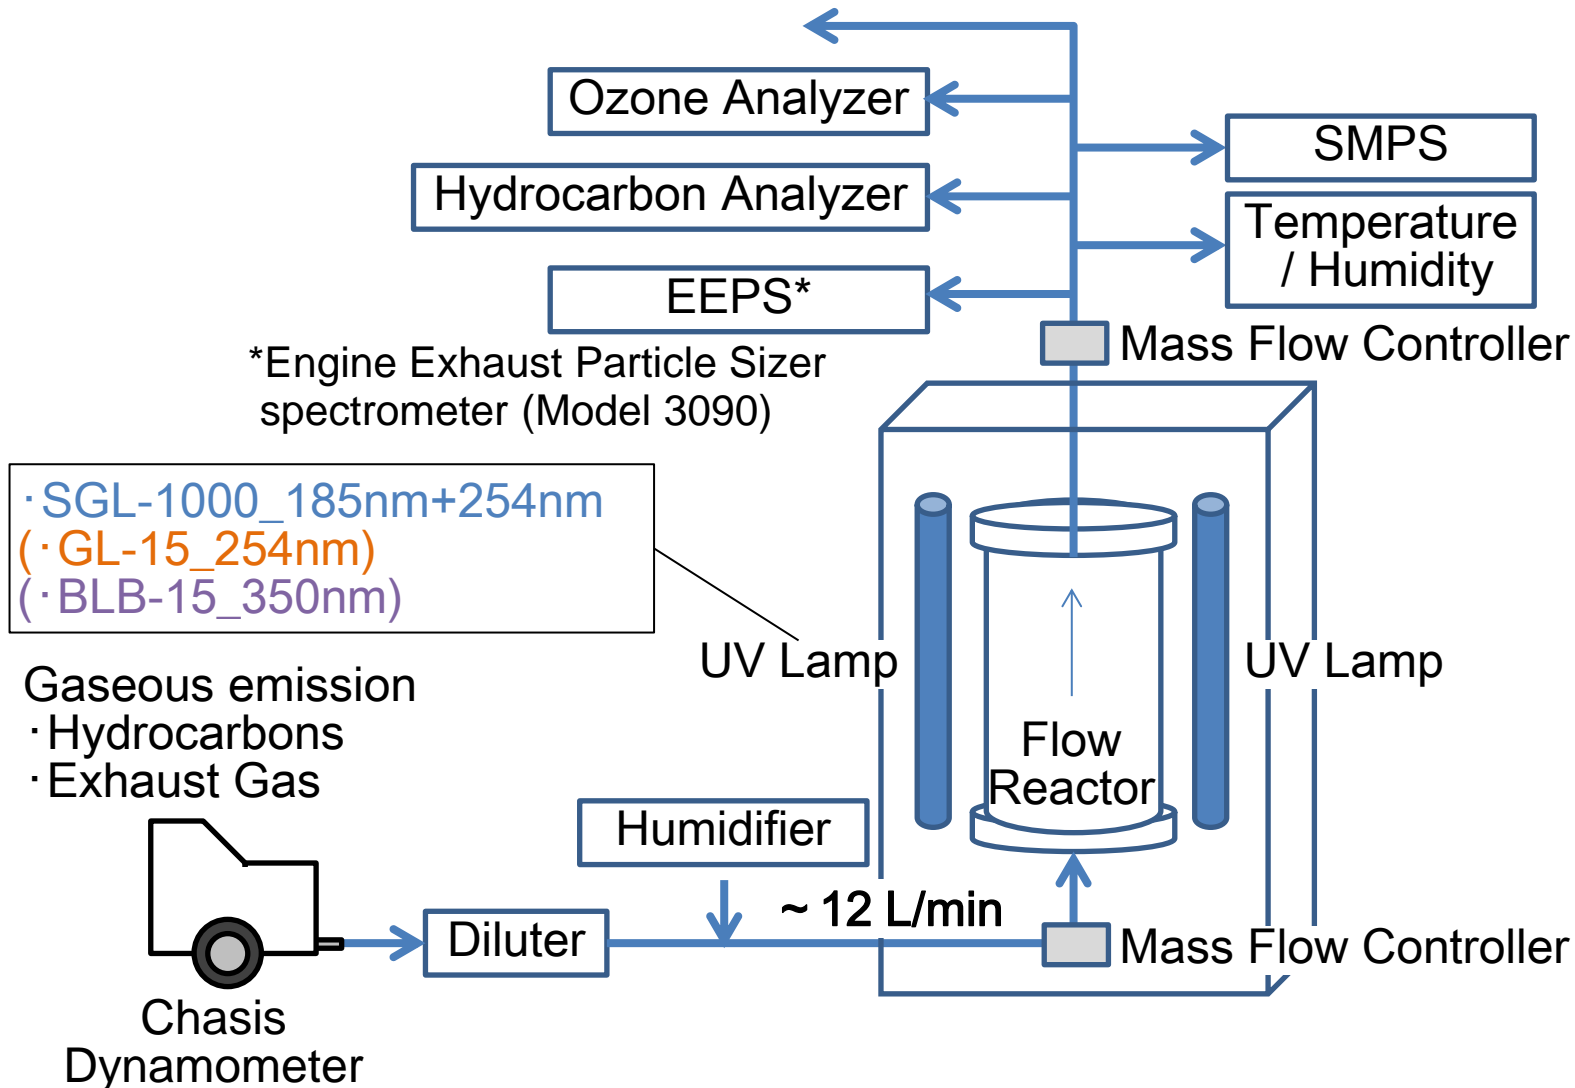 Ozone Analyzer
SMPS
Hydrocarbon Analyzer
Temperature
/ Humidity
EEPS*
Mass Flow Controller
*Engine Exhaust Particle Sizer
spectrometer (Model 3090)
・SGL-1000_185nm+254nm
(・GL-15_254nm)
(・BLB-15_350nm)
UV Lamp
UV Lamp
Gaseous emission
・Hydrocarbons
・Exhaust Gas
Flow
Reactor
Humidifier
~ 12 L/min
Diluter
Mass Flow Controller
Chasis
Dynamometer